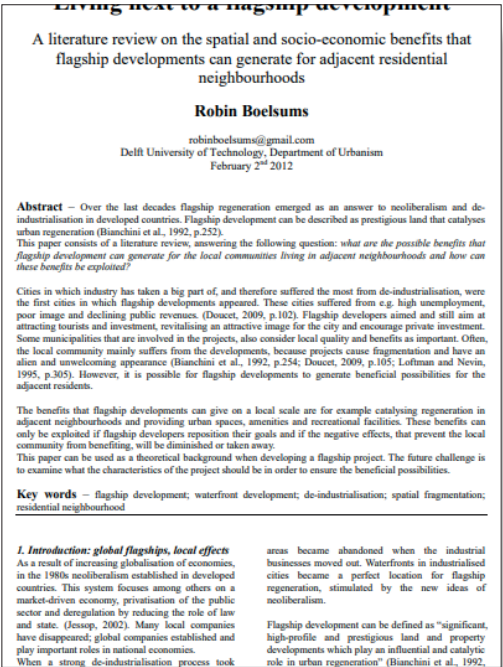 Living next to a flagship development
A literature review on the spatial and socio-economic benefits that
flagship developments can generate for adjacent residential
neighbourhoods
Robin Boelsums
robinboelsums@gmail.com
Delft University of Technology, Department of Urbanism
February 2nd 2012
Abstract – Over the last decades flagship regeneration emerged as an answer to neoliberalism and de-
industrialisation in developed countries. Flagship development can be described as prestigious land that catalyses
urban regeneration (Bianchini et al., 1992, p.252).
This paper consists of a literature review, answering the following question: what are the possible benefits that
flagship development can generate for the local communities living in adjacent neighbourhoods and how can
these benefits be exploited?
Cities in which industry has taken a big part of, and therefore suffered the most from de-industrialisation, were
the first cities in which flagship developments appeared. These cities suffered from e.g. high unemployment,
poor image and declining public revenues. (Doucet, 2009, p.102). Flagship developers aimed and still aim at
attracting tourists and investment, revitalising an attractive image for the city and encourage private investment.
Some municipalities that are involved in the projects, also consider local quality and benefits as important. Often,
the local community mainly suffers from the developments, because projects cause fragmentation and have an
alien and unwelcoming appearance (Bianchini et al., 1992, p.254; Doucet, 2009, p.105; Loftman and Nevin,
1995, p.305). However, it is possible for flagship developments to generate beneficial possibilities for the
adjacent residents.
The benefits that flagship developments can give on a local scale are for example catalysing regeneration in
adjacent neighbourhoods and providing urban spaces, amenities and recreational facilities. These benefits can
only be exploited if flagship developers reposition their goals and if the negative effects, that prevent the local
community from benefiting, will be diminished or taken away.
This paper can be used as a theoretical background when developing a flagship project. The future challenge is
to examine what the characteristics of the project should be in order to ensure the beneficial possibilities.
Key words – flagship development; waterfront development; de-industrialisation; spatial fragmentation;
residential neighbourhood
1. Introduction: global flagships, local effects
As a result of increasing globalisation of economies,
in the 1980s neoliberalism established in developed
countries. This system focuses among others on a
market-driven economy, privatisation of the public
sector and deregulation by reducing the role of law
and state. (Jessop, 2002). Many local companies
have disappeared; global companies established and
play important roles in national economies.
When a strong de-industrialisation process took
areas became abandoned when the industrial
businesses moved out. Waterfronts in industrialised
cities became a perfect location for flagship
regeneration, stimulated by the new ideas of
neoliberalism.
Flagship development can be defined as “significant,
high-profile and prestigious land and property
developments which play an influential and catalytic
role in urban regeneration” (Bianchini et al., 1992,